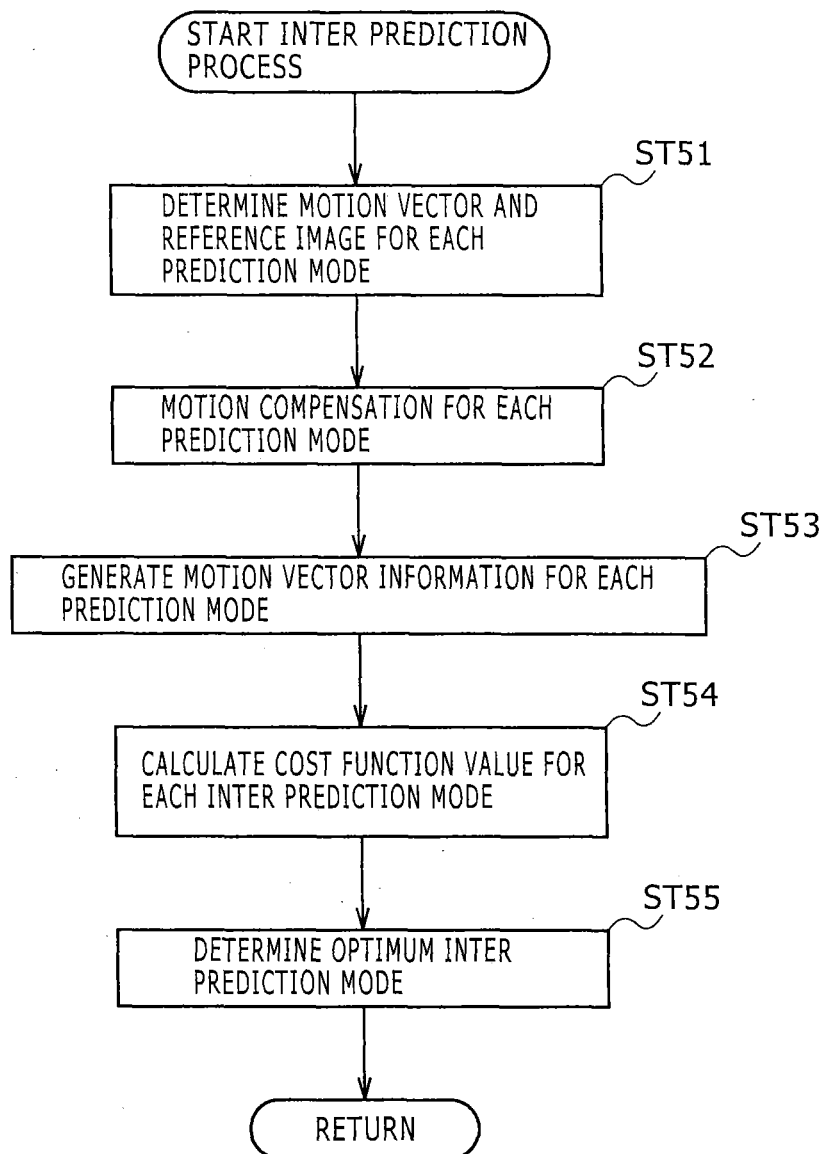 START INTER PREDICTION
PROCESS
ST51
DETERMINE MOTION VECTOR AND
REFERENCE IMAGE FOR EACH
PREDICTION MODE
ST52
MOTION COMPENSATION FOR EACH
PREDICTION MODE
ST53
GENERATE MOTION VECTOR INFORMATION FOR EACH
PREDICTION MODE
ST54
CALCULATE COST FUNCTION VALUE FOR
EACH INTER PREDICTION MODE
ST55
DETERMINE OPTIMUM INTER
PREDICTION MODE
RETURN